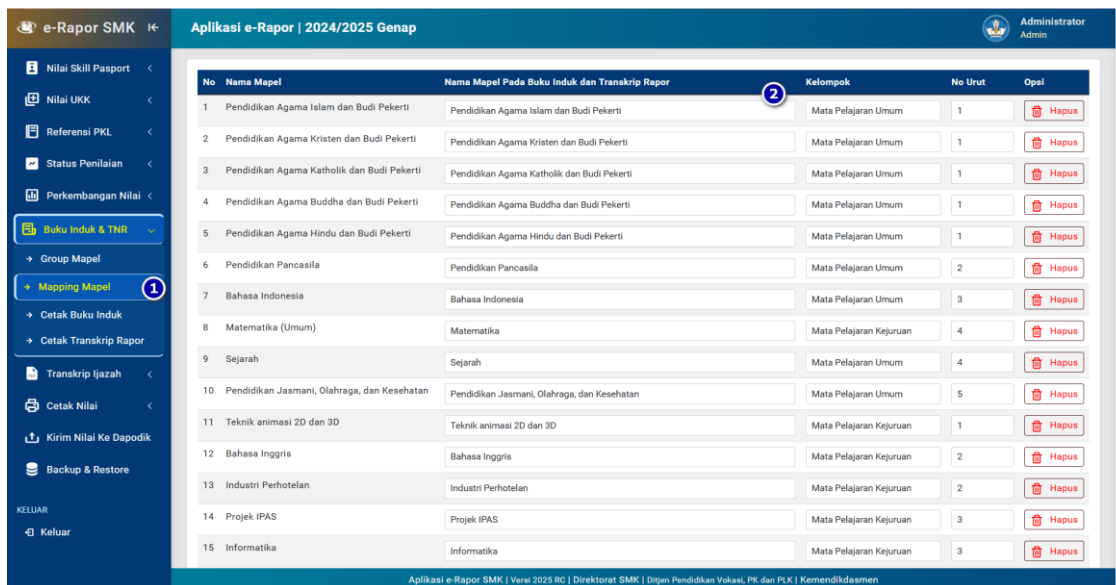 e-Rapor SMK
Aplikasi e-Rapor | 2024/2025 Genap
Administrator
Admin
Nilai Skill Pasport
Nilai UKK
Referensi PKL
Status Penilaian
Perkembangan Nilai
Buku Induk & TNR
Group Mapel
Mapping Mapel 1
Cetak Buku Induk
Cetak Transkrip Rapor
Transkrip Ijazah
Cetak Nilai
Kirim Nilai Ke Dapodik
Backup & Restore
KELUAR
Keluar
No Nama Mapel Nama Mapel Pada Buku Induk dan Transkrip Rapor 2 Kelompok No Urut Opsi
1 Pendidikan Agama Islam dan Budi Pekerti Pendidikan Agama Islam dan Budi Pekerti Mata Pelajaran Umum 1 Hapus
2 Pendidikan Agama Kristen dan Budi Pekerti Pendidikan Agama Kristen dan Budi Pekerti Mata Pelajaran Umum 1 Hapus
3 Pendidikan Agama Katholik dan Budi Pekerti Pendidikan Agama Katholik dan Budi Pekerti Mata Pelajaran Umum 1 Hapus
4 Pendidikan Agama Buddha dan Budi Pekerti Pendidikan Agama Buddha dan Budi Pekerti Mata Pelajaran Umum 1 Hapus
5 Pendidikan Agama Hindu dan Budi Pekerti Pendidikan Agama Hindu dan Budi Pekerti Mata Pelajaran Umum 1 Hapus
6 Pendidikan Pancasila Pendidikan Pancasila Mata Pelajaran Umum 2 Hapus
7 Bahasa Indonesia Bahasa Indonesia Mata Pelajaran Umum 3 Hapus
8 Matematika (Umum) Matematika Mata Pelajaran Kejuruan 4 Hapus
9 Sejarah Sejarah Mata Pelajaran Umum 4 Hapus
10 Pendidikan Jasmani, Olahraga, dan Kesehatan Pendidikan Jasmani, Olahraga, dan Kesehatan Mata Pelajaran Umum 5 Hapus
11 Teknik animasi 2D dan 3D Teknik animasi 2D dan 3D Mata Pelajaran Kejuruan 1 Hapus
12 Bahasa Inggris Bahasa Inggris Mata Pelajaran Kejuruan 2 Hapus
13 Industri Perhotelan Industri Perhotelan Mata Pelajaran Kejuruan 2 Hapus
14 Projek IPAS Projek IPAS Mata Pelajaran Kejuruan 3 Hapus
15 Informatika Informatika Mata Pelajaran Kejuruan 3 Hapus
Aplikasi e-Rapor SMK | Versi 2025 RC | Direktorat SMK | Ditjen Pendidikan Vokasi, PK dan PLK | Kemendikdasmen